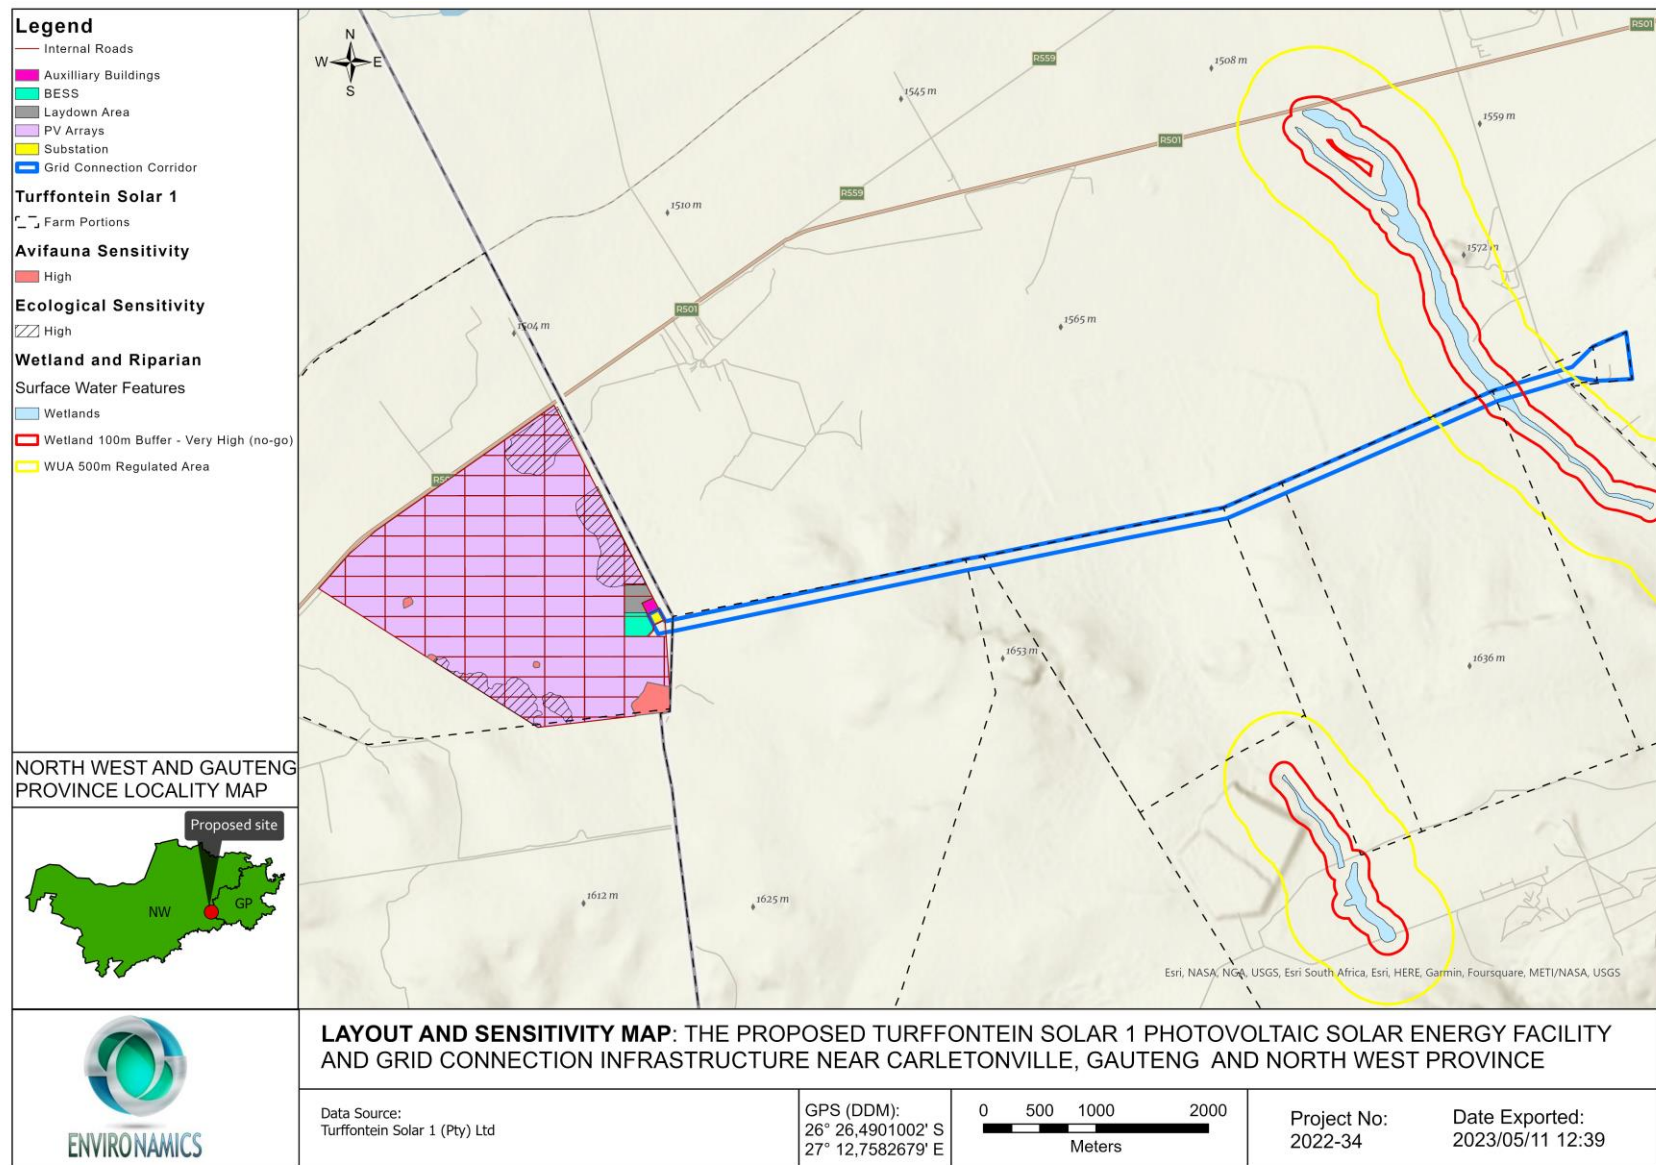 Legend
Internal Roads
Auxilliary Buildings
BESS
Laydown Area
PV Arrays
Substation
Grid Connection Corridor
Turffontein Solar 1
Farm Portions
Avifauna Sensitivity
High
Ecological Sensitivity
High
Wetland and Riparian
Surface Water Features
Wetlands
Wetland 100m Buffer - Very High (no-go)
WUA 500m Regulated Area
N
W E
S
R501
R559
1508 m
1545 m
1559 m
R501
R559
1510 m
1572 m
R501
1504 m
1565 m
1653 m
1636 m
1612 m
1625 m
Esri, NASA, NGA, USGS, Esri South Africa, Esri, HERE, Garmin, Foursquare, METI/NASA, USGS
NORTH WEST AND GAUTENG
PROVINCE LOCALITY MAP
Proposed site
NW
GP
ENVIRONAMICS
LAYOUT AND SENSITIVITY MAP: THE PROPOSED TURFFONTEIN SOLAR 1 PHOTOVOLTAIC SOLAR ENERGY FACILITY
AND GRID CONNECTION INFRASTRUCTURE NEAR CARLETONVILLE, GAUTENG AND NORTH WEST PROVINCE
Data Source:
Turffontein Solar 1 (Pty) Ltd
GPS (DDM):
26° 26,4901002' S
27° 12,7582679' E
0 500 1000 2000
Meters
Project No:
2022-34
Date Exported:
2023/05/11 12:39